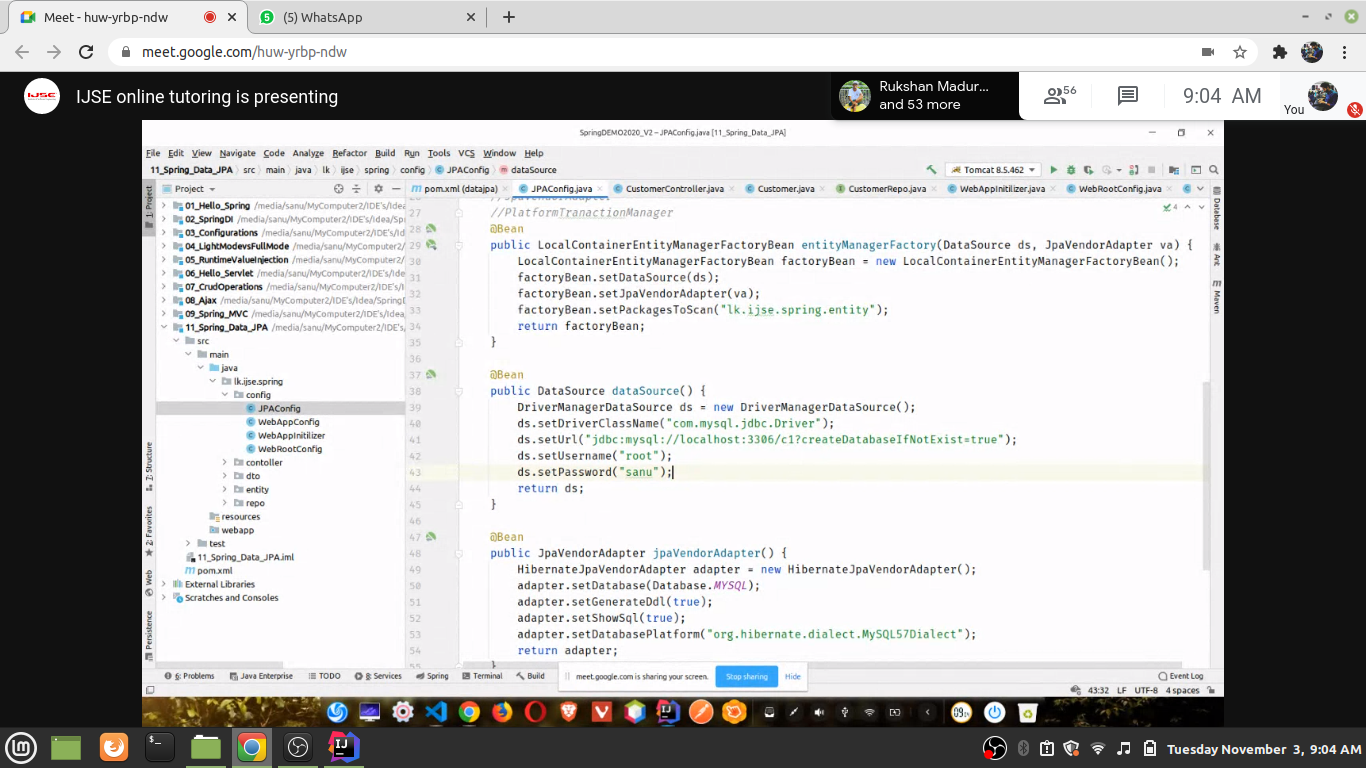 Meet - huw-yrbp-ndw
(5) WhatsApp
meet.google.com/huw-yrbp-ndw
IJSE
IJSE online tutoring is presenting
Rukshan Madur...
and 53 more
56
9:04 AM
You
SpringDEMO2020_V2 – JPAConfig.java [11_Spring_Data_JPA]
File Edit View Navigate Code Analyze Refactor Build Run Tools VCS Window Help
11_Spring_Data_JPA src main java lk ijse spring config JPAConfig dataSource
Tomcat 8.5.462
Project
pom.xml (datajpa) JPAConfig.java CustomerController.java Customer.java CustomerRepo.java WebAppInitilizer.java WebRootConfig.java
1: Project
01_Hello_Spring /media/sanu/MyComputer2/IDE's/Idea
02_SpringDI /media/sanu/MyComputer2/IDE's/Idea/Spri
03_Configurations /media/sanu/MyComputer2/IDE's/Id
04_LightModevsFullMode /media/sanu/MyComputer2/
05_RuntimeValueInjection /media/sanu/MyComputer2
06_Hello_Servlet /media/sanu/MyComputer2/IDE's/Ide
07_CrudOperations /media/sanu/MyComputer2/IDE's/
08_Ajax /media/sanu/MyComputer2/IDE's/Idea/SpringD
09_Spring_MVC /media/sanu/MyComputer2/IDE's/Idea/
11_Spring_Data_JPA /media/sanu/MyComputer2/IDE's/
src
main
java
lk.ijse.spring
config
JPAConfig
WebAppConfig
WebAppInitilizer
WebRootConfig
contoller
dto
entity
repo
resources
webapp
test
11_Spring_Data_JPA.iml
pom.xml
External Libraries
Scratches and Consoles
7: Structure
2: Favorites
Web
Persistence
27 //PlatformTranactionManager
28 @Bean
29 public LocalContainerEntityManagerFactoryBean entityManagerFactory(DataSource ds, JpaVendorAdapter va) {
30 LocalContainerEntityManagerFactoryBean factoryBean = new LocalContainerEntityManagerFactoryBean();
31 factoryBean.setDataSource(ds);
32 factoryBean.setJpaVendorAdapter(va);
33 factoryBean.setPackagesToScan("lk.ijse.spring.entity");
34 return factoryBean;
35 }
36
37 @Bean
38 public DataSource dataSource() {
39 DriverManagerDataSource ds = new DriverManagerDataSource();
40 ds.setDriverClassName("com.mysql.jdbc.Driver");
41 ds.setUrl("jdbc:mysql://localhost:3306/c1?createDatabaseIfNotExist=true");
42 ds.setUsername("root");
43 ds.setPassword("sanu");
44 return ds;
45 }
46
47 @Bean
48 public JpaVendorAdapter jpaVendorAdapter() {
49 HibernateJpaVendorAdapter adapter = new HibernateJpaVendorAdapter();
50 adapter.setDatabase(Database.MYSQL);
51 adapter.setGenerateDdl(true);
52 adapter.setShowSql(true);
53 adapter.setDatabasePlatform("org.hibernate.dialect.MySQL57Dialect");
54 return adapter;
55 }
4
Database
Ant
Maven
6: Problems Java Enterprise TODO 8: Services Spring Terminal Build
meet.google.com is sharing your screen. Stop sharing Hide
Event Log
43:32 LF UTF-8 4 spaces
Tuesday November 3, 9:04 AM